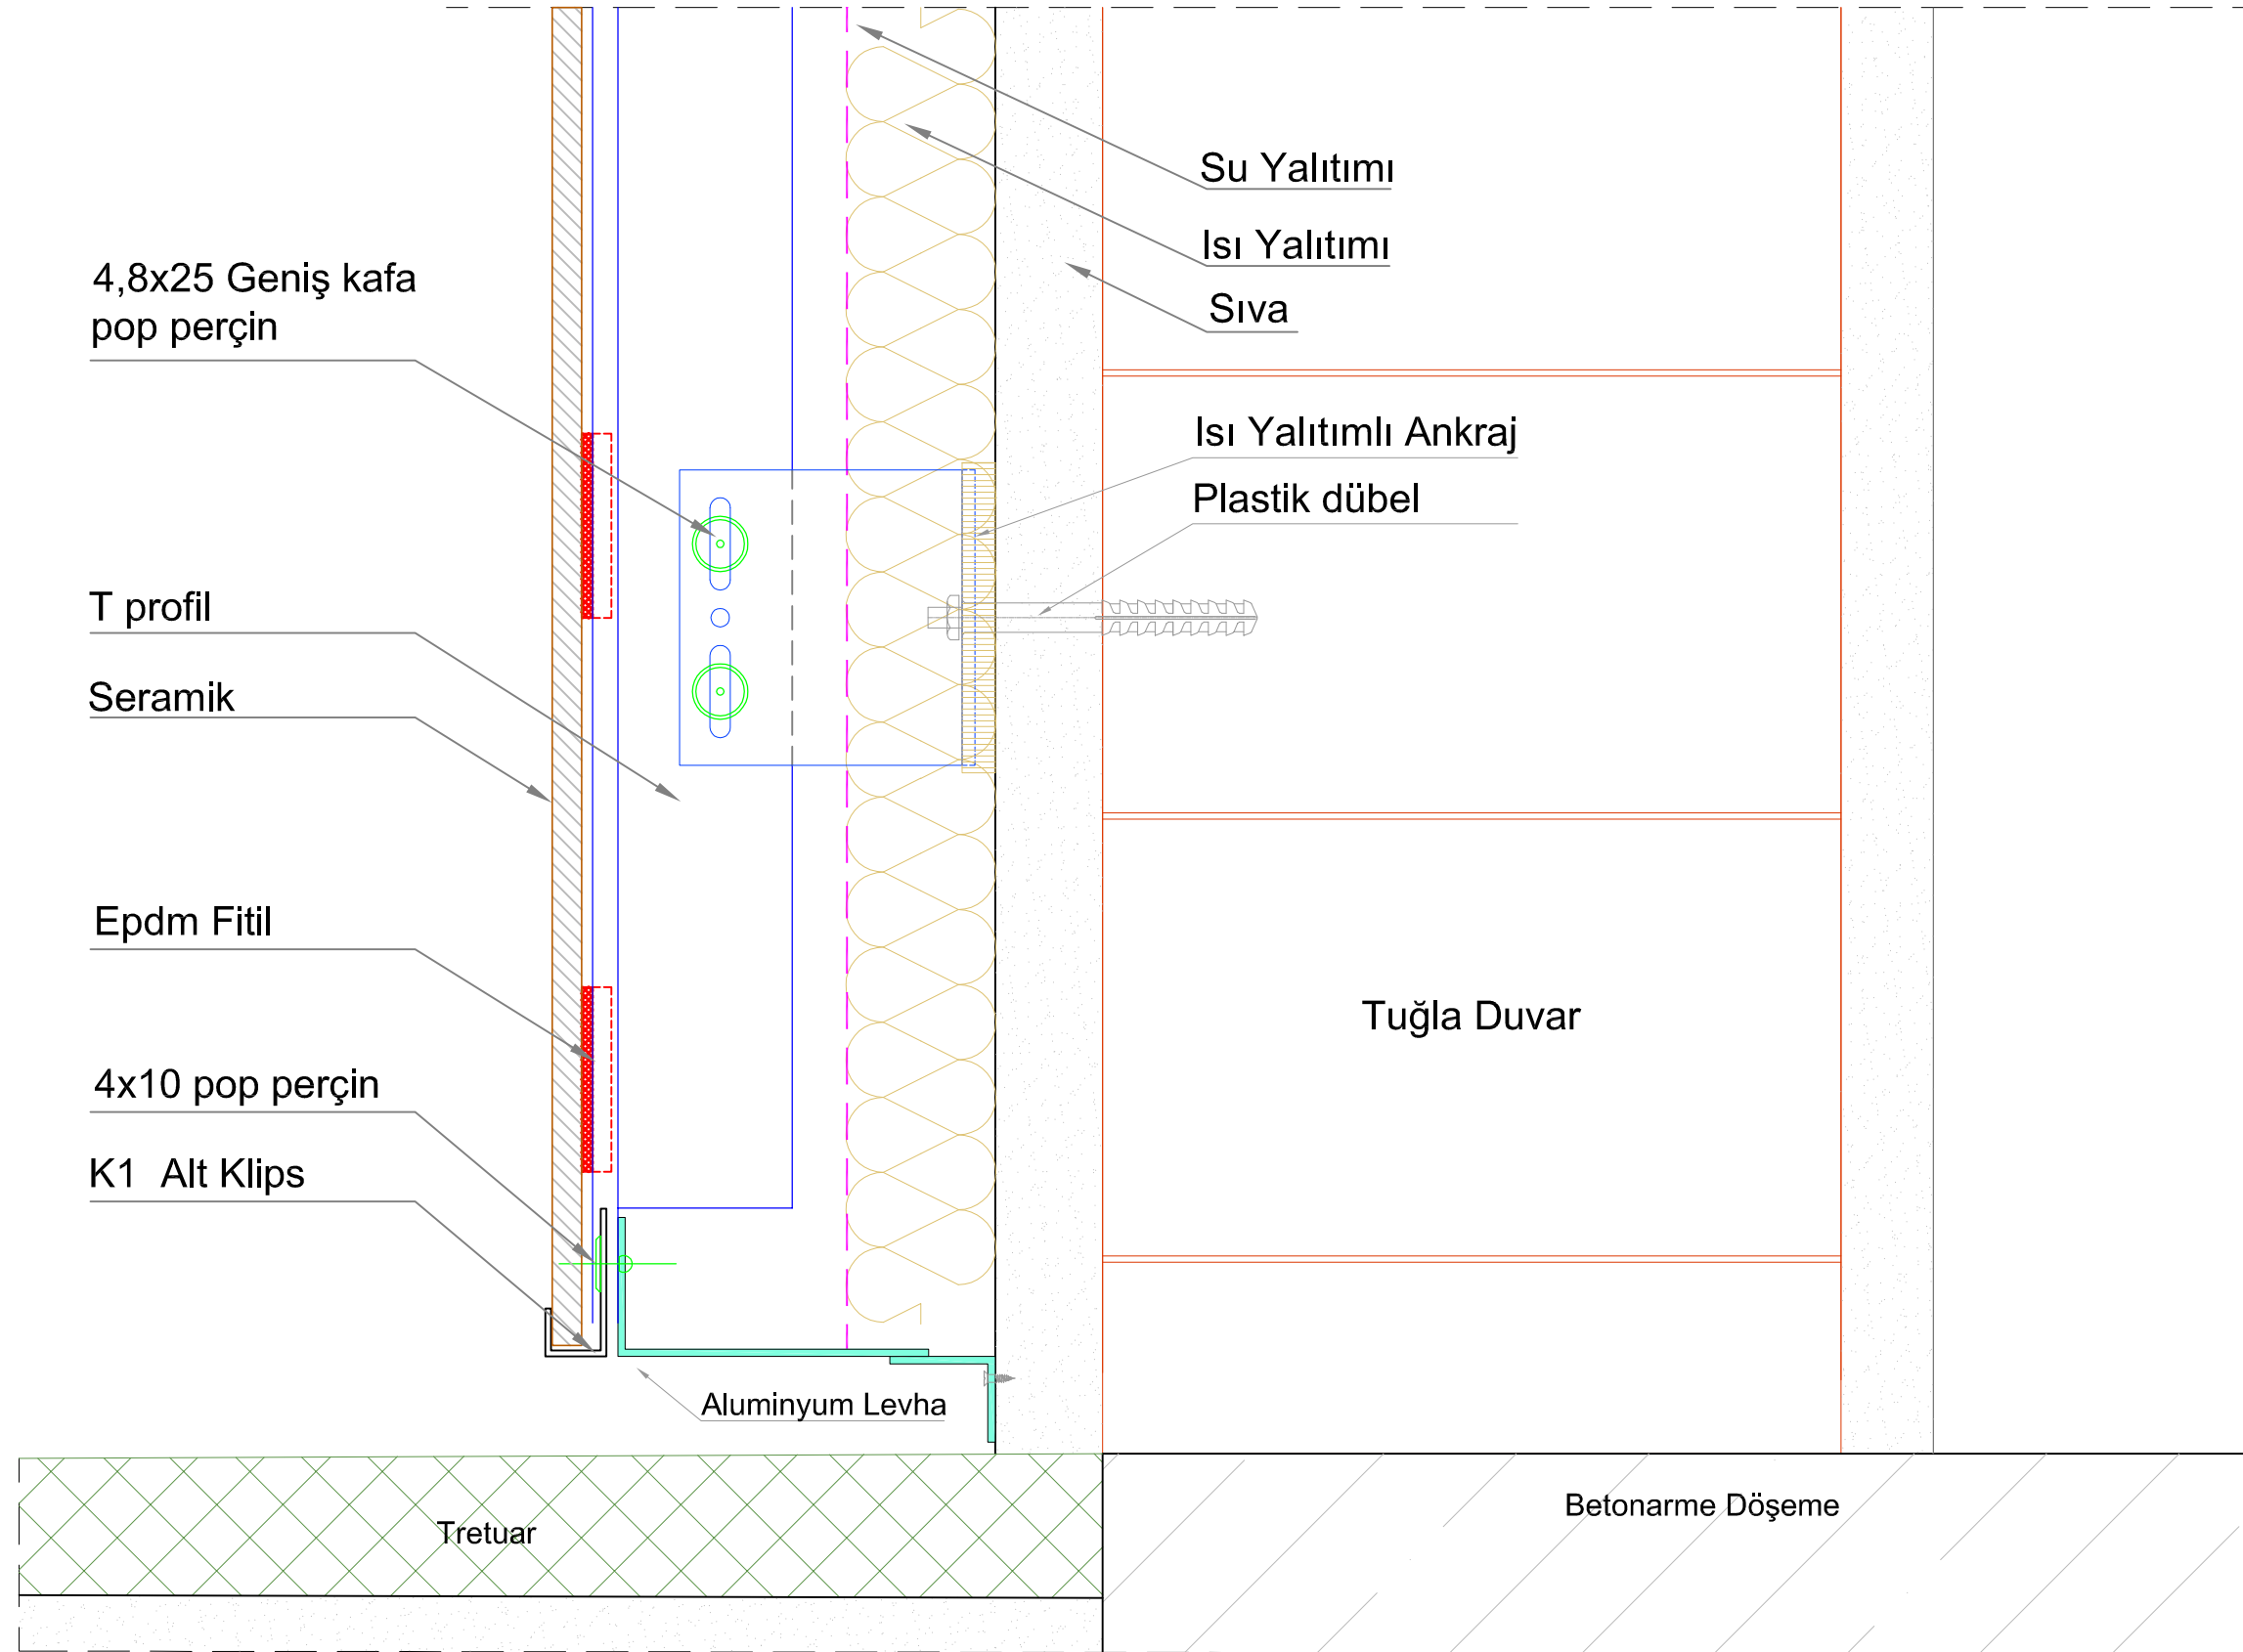 Su Yalıtımı
Isı Yalıtımı
Sıva
4,8x25 Geniş kafa
pop perçin
Isı Yalıtımlı Ankraj
Plastik dübel
T profil
Seramik
Epdm Fitil
Tuğla Duvar
4x10 pop perçin
K1  Alt Klips
Aluminyum Levha
Tretuar
Betonarme Döşeme